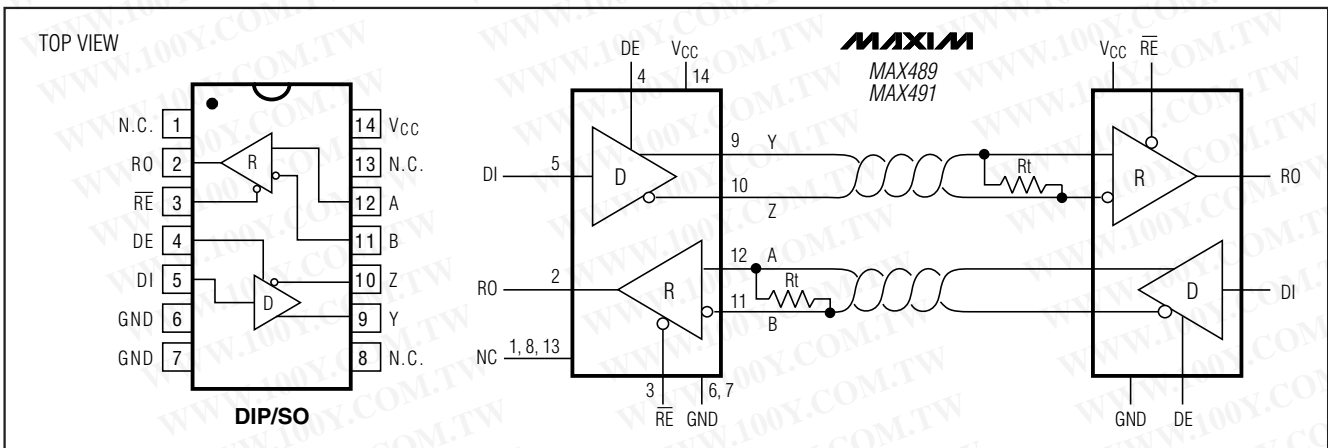 TOP VIEW
N.C. 1
RO 2
R̅E̅ 3
DE 4
DI 5
GND 6
GND 7
14 VCC
13 N.C.
12 A
11 B
10 Z
9 Y
8 N.C.
R
D
DIP/SO
MAXIM
MAX489
MAX491
DE
4
VCC
14
DI
5
D
9 Y
10
Z
Rt
RO
2
R
12 A
11
B
Rt
NC 1, 8, 13
3
R̅E̅
6, 7
GND
VCC R̅E̅
R
RO
D
DI
GND DE
WWW.100Y.COM.TW